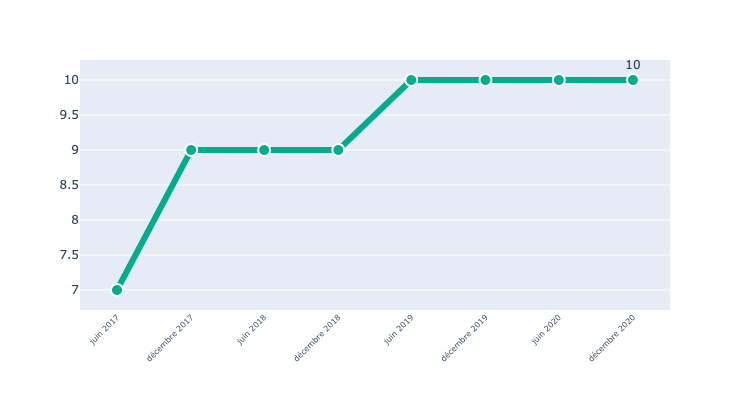 10
10
9.5
9
8.5
8
7.5
7
juin 2017
décembre 2017
juin 2018
décembre 2018
juin 2019
décembre 2019
juin 2020
décembre 2020